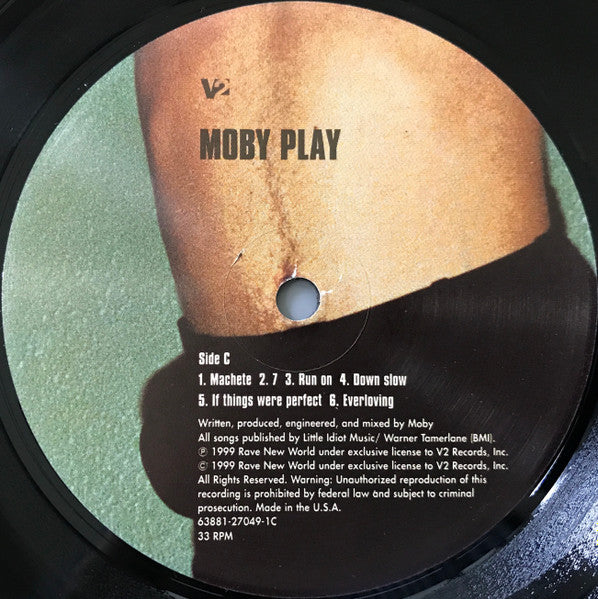 V2
MOBY PLAY
Side C
1. Machete 2. 7 3. Run on 4. Down slow
5. If things were perfect 6. Everloving
Written, produced, engineered, and mixed by Moby
All songs published by Little Idiot Music/ Warner Tamerlane (BMI).
℗ 1999 Rave New World under exclusive license to V2 Records, Inc.
© 1999 Rave New World under exclusive license to V2 Records, Inc.
All Rights Reserved. Warning: Unauthorized reproduction of this
recording is prohibited by federal law and subject to criminal
prosecution. Made in U.S.A.
63881-27049-1C
33 RPM